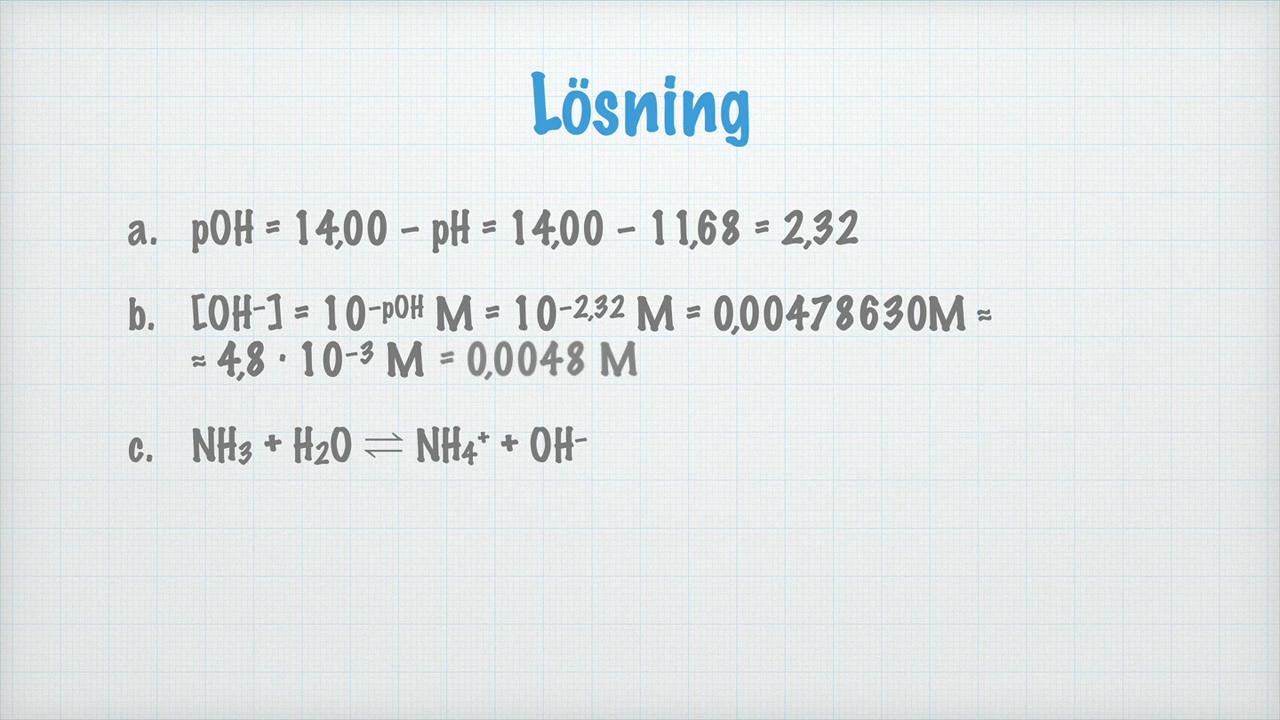 Lösning
a. pOH = 14,00 – pH = 14,00 – 11,68 = 2,32
b. [OH⁻] = 10⁻ᵖᴼᴴ M = 10⁻²,³² M = 0,00478630M ≈
≈ 4,8 · 10⁻³ M = 0,0048 M
c. NH₃ + H₂O ⇌ NH₄⁺ + OH⁻